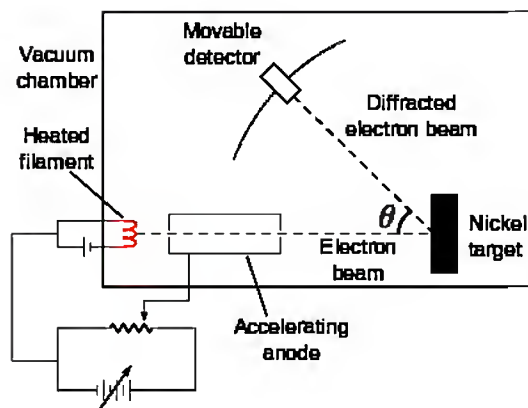 Movable
detector
Vacuum
chamber
Diffracted
electron beam
Heated
filament
θ
Nickel
target
Electron
beam
Accelerating
anode